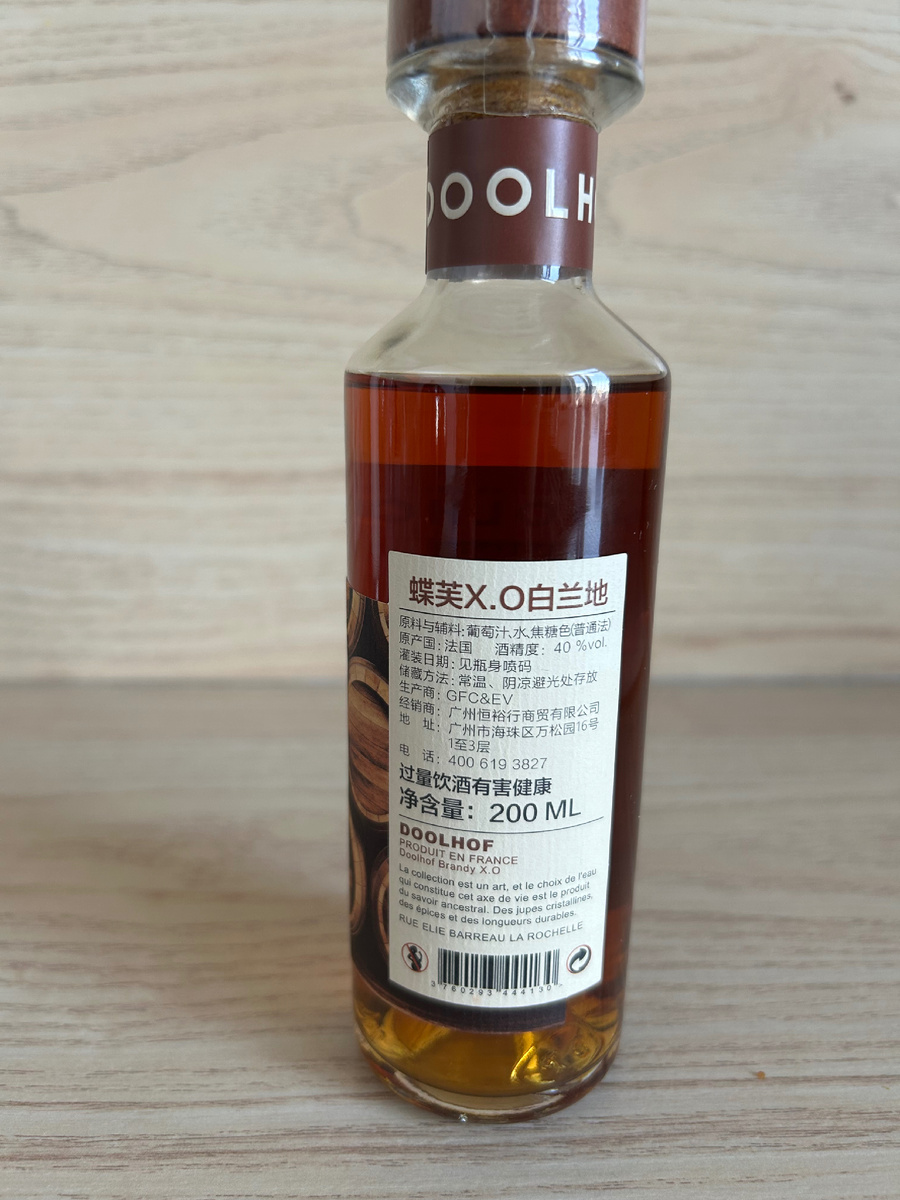 DOOLH
蝶芙X.O白兰地
原料与辅料:葡萄汁、水、焦糖色(普通法)
原产国:法国 酒精度: 40 %vol.
灌装日期:见瓶身喷码
储藏方法:常温、阴凉避光处存放
生产商:GFC&EV
经销商:广州恒裕行商贸有限公司
地 址:广州市海珠区万松园16号
1至3层
电 话:400 619 3827
过量饮酒有害健康
净含量: 200 ML
DOOLHOF
PRODUIT EN FRANCE
Doolhof Brandy X.O
La collection est un art, et le choix de l'eau
qui constitue cet axe de vie est le produit
du savoir ancestral. Des jupes cristallines,
des épices et des longueurs durables.
RUE ELIE BARREAU LA ROCHELLE
3 760293 444130